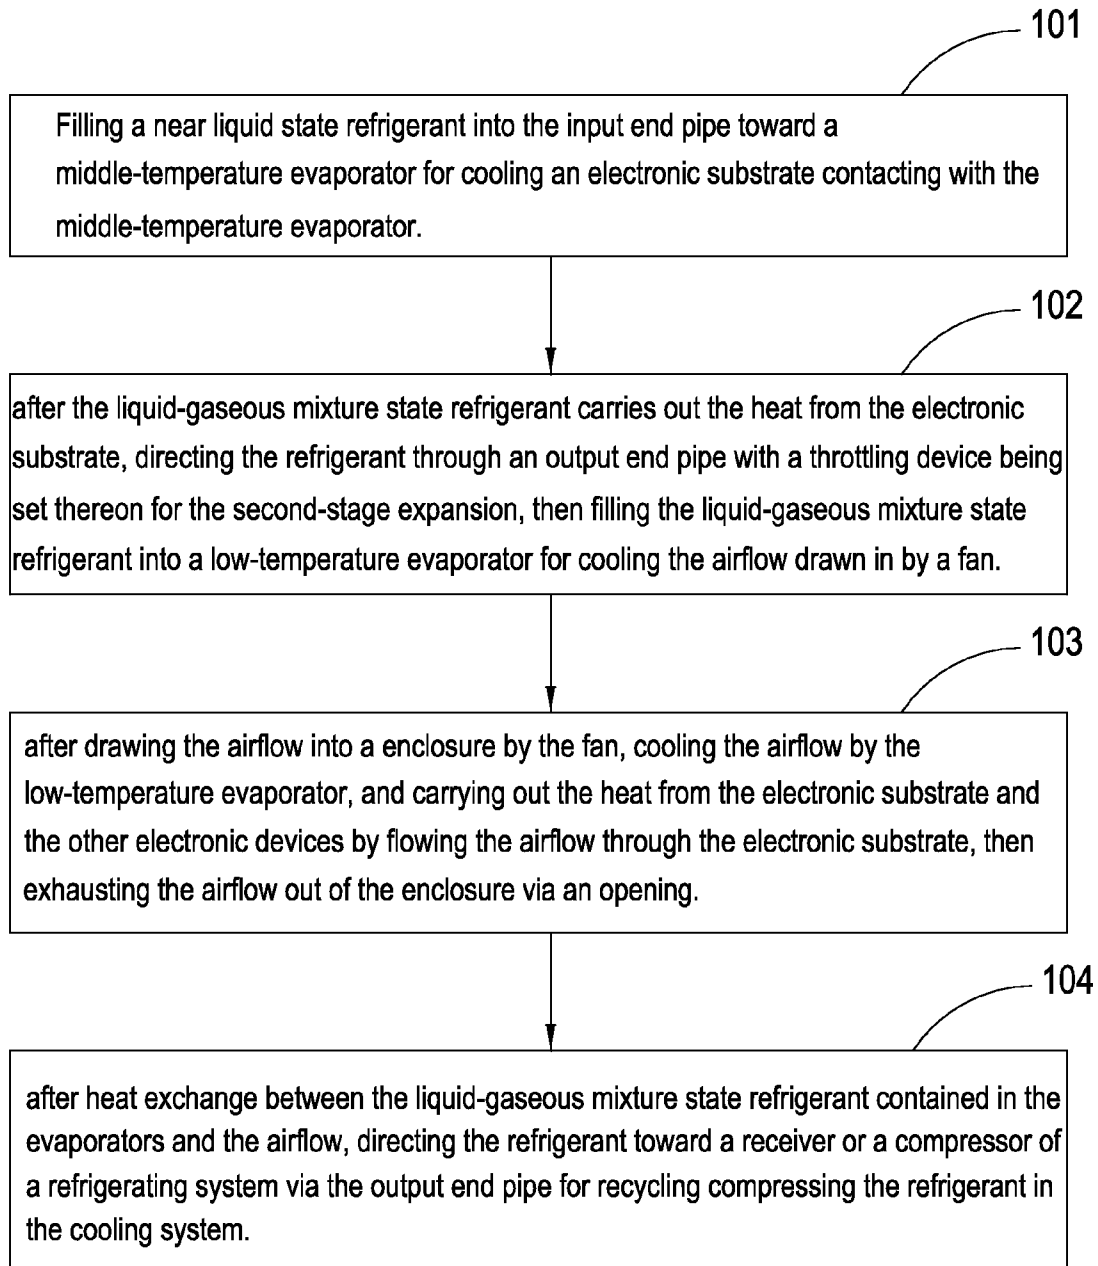 101
Filling a near liquid state refrigerant into the input end pipe toward a
middle-temperature evaporator for cooling an electronic substrate contacting with the
middle-temperature evaporator.
102
after the liquid-gaseous mixture state refrigerant carries out the heat from the electronic
substrate, directing the refrigerant through an output end pipe with a throttling device being
set thereon for the second-stage expansion, then filling the liquid-gaseous mixture state
refrigerant into a low-temperature evaporator for cooling the airflow drawn in by a fan.
103
after drawing the airflow into a enclosure by the fan, cooling the airflow by the
low-temperature evaporator, and carrying out the heat from the electronic substrate and
the other electronic devices by flowing the airflow through the electronic substrate, then
exhausting the airflow out of the enclosure via an opening.
104
after heat exchange between the liquid-gaseous mixture state refrigerant contained in the
evaporators and the airflow, directing the refrigerant toward a receiver or a compressor of
a refrigerating system via the output end pipe for recycling compressing the refrigerant in
the cooling system.